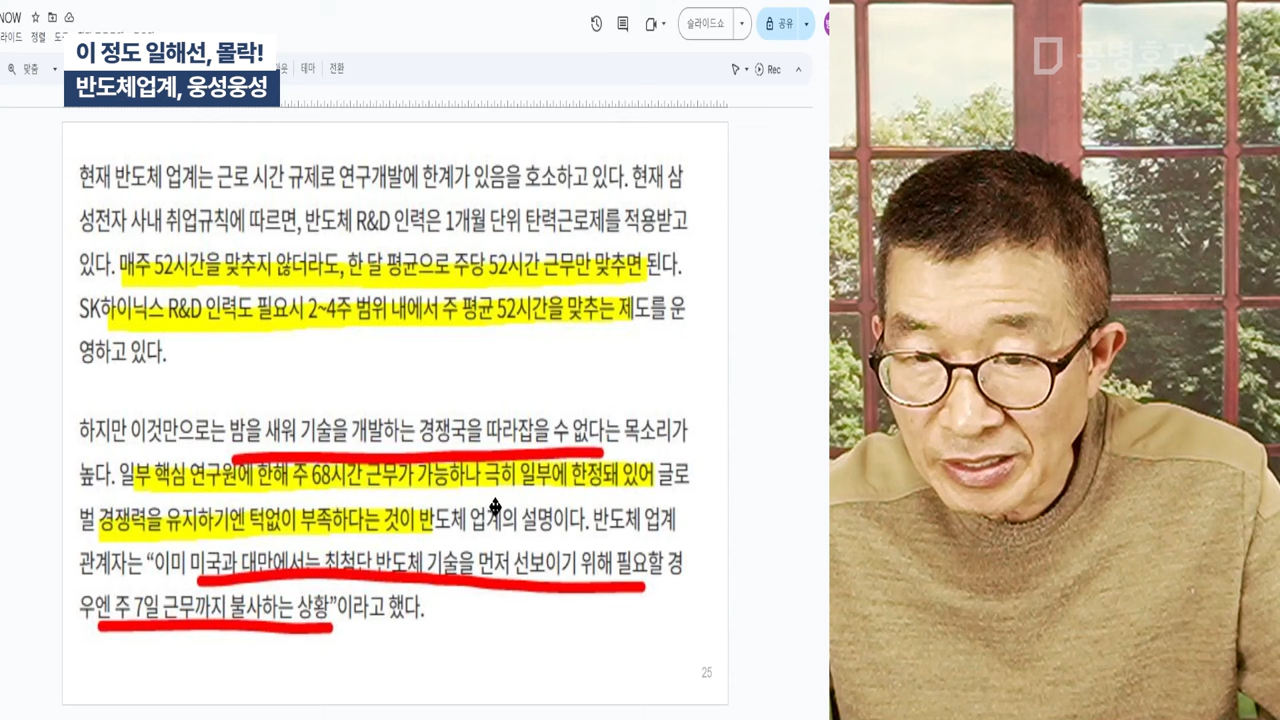 NOW
슬라이드쇼
공유
라이드 정렬 도
이 정도 일해선, 몰락!
반도체업계, 웅성웅성
맞춤
테마
전환
Rec
공병호TV
현재 반도체 업계는 근로 시간 규제로 연구개발에 한계가 있음을 호소하고 있다. 현재 삼
성전자 사내 취업규칙에 따르면, 반도체 R&D 인력은 1개월 단위 탄력근로제를 적용받고
있다. 매주 52시간을 맞추지 않더라도, 한 달 평균으로 주당 52시간 근무만 맞추면 된다.
SK하이닉스 R&D 인력도 필요시 2~4주 범위 내에서 주 평균 52시간을 맞추는 제도를 운
영하고 있다.
하지만 이것만으로는 밤을 새워 기술을 개발하는 경쟁국을 따라잡을 수 없다는 목소리가
높다. 일부 핵심 연구원에 한해 주 68시간 근무가 가능하나 극히 일부에 한정돼 있어 글로
벌 경쟁력을 유지하기엔 턱없이 부족하다는 것이 반도체 업계의 설명이다. 반도체 업계
관계자는 “이미 미국과 대만에서는 최첨단 반도체 기술을 먼저 선보이기 위해 필요할 경
우엔 주 7일 근무까지 불사하는 상황”이라고 했다.
25